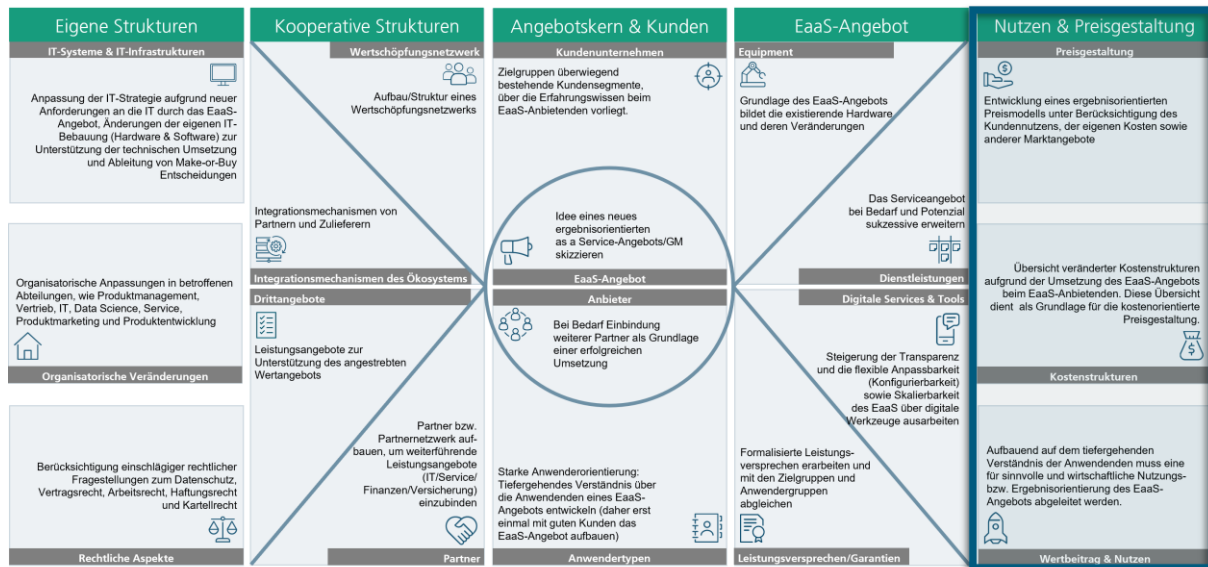 Eigene Strukturen
IT-Systeme & IT-Infrastrukturen
Anpassung der IT-Strategie aufgrund neuer
Anforderungen an die IT durch das EaaS-
Angebot, Änderungen der eigenen IT-
Bebauung (Hardware & Software) zur
Unterstützung der technischen Umsetzung
und Ableitung von Make-or-Buy
Entscheidungen
Organisatorische Anpassungen in betroffenen
Abteilungen, wie Produktmanagement,
Vertrieb, IT, Data Science, Service,
Produktmarketing und Produktentwicklung
Organisatorische Veränderungen
Berücksichtigung einschlägiger rechtlicher
Fragestellungen zum Datenschutz,
Vertragsrecht, Arbeitsrecht, Haftungsrecht
und Kartellrecht
Rechtliche Aspekte
Kooperative Strukturen
Wertschöpfungsnetzwerk
Aufbau/Struktur eines
Wertschöpfungsnetzwerks
Integrationsmechanismen von
Partnern und Zulieferern
Integrationsmechanismen des Ökosystems
Drittangebote
Leistungsangebote zur
Unterstützung des angestrebten
Wertangebots
Partner bzw.
Partnernetzwerk auf-
bauen, um weiterführende
Leistungsangebote
(IT/Service/
Finanzen/Versicherung)
einzubinden
Partner
Angebotskern & Kunden
Kundenunternehmen
Zielgruppen überwiegend
bestehende Kundensegmente,
über die Erfahrungswissen beim
EaaS-Anbietenden vorliegt.
Idee eines neues
ergebnisorientierten
as a Service-Angebots/GM
skizzieren
EaaS-Angebot
Anbieter
Bei Bedarf Einbindung
weiterer Partner als Grundlage
einer erfolgreichen
Umsetzung
Starke Anwenderorientierung:
Tiefergehendes Verständnis über
die Anwendenden eines EaaS-
Angebots entwickeln (daher erst
einmal mit guten Kunden das
EaaS-Angebot aufbauen)
Anwendertypen
EaaS-Angebot
Equipment
Grundlage des EaaS-Angebots
bildet die existierende Hardware
und deren Veränderungen
Das Serviceangebot
bei Bedarf und Potenzial
sukzessive erweitern
Dienstleistungen
Digitale Services & Tools
Steigerung der Transparenz
und die flexible Anpassbarkeit
(Konfigurierbarkeit)
sowie Skalierbarkeit
des EaaS über digitale
Werkzeuge ausarbeiten
Formalisierte Leistungs-
versprechen erarbeiten und
mit den Zielgruppen und
Anwendergruppen
abgleichen
Leistungsversprechen/Garantien
Nutzen & Preisgestaltung
Preisgestaltung
Entwicklung eines ergebnisorientierten
Preismodells unter Berücksichtigung des
Kundennutzens, der eigenen Kosten sowie
anderer Marktangebote
Übersicht veränderter Kostenstrukturen
aufgrund der Umsetzung des EaaS-Angebots
beim EaaS-Anbietenden. Diese Übersicht
dient als Grundlage für die kostenorientierte
Preisgestaltung.
Kostenstrukturen
Aufbauend auf dem tiefergehenden
Verständnis der Anwendenden muss eine
für sinnvolle und wirtschaftliche Nutzungs-
bzw. Ergebnisorientierung des EaaS-
Angebots abgeleitet werden.
Wertbeitrag & Nutzen